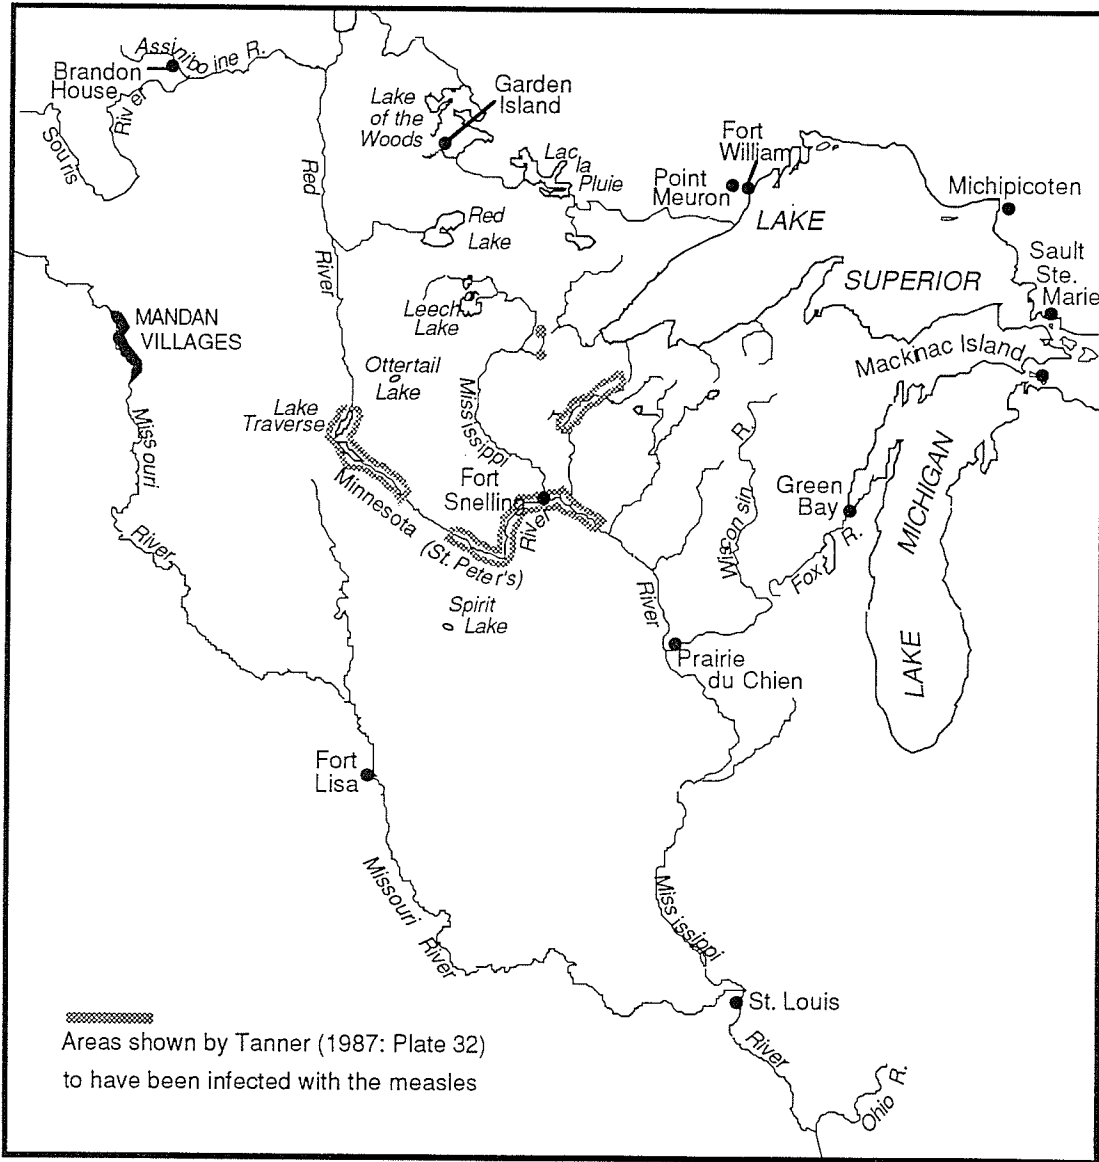 Assiniboine R.
Brandon
House
River
Souris
Red
River
Lake
of the
Woods
Garden
Island
Lac
la
Pluie
Fort
William
Point
Meuron
LAKE
SUPERIOR
Michipicoten
Sault
Ste.
Marie
Mackinac Island
Red
Lake
Leech
Lake
MANDAN
VILLAGES
Ottertail
Lake
Lake
Traverse
Mississippi
Missouri
River
Fort
Snelling
River
Minnesota (St. Peter's)
Spirit
Lake
River
Wisconsin R.
Green
Bay
Fox R.
LAKE MICHIGAN
Prairie
du Chien
Fort
Lisa
Missouri
River
Mississippi
St. Louis
River
Ohio R.
Areas shown by Tanner (1987: Plate 32)
to have been infected with the measles